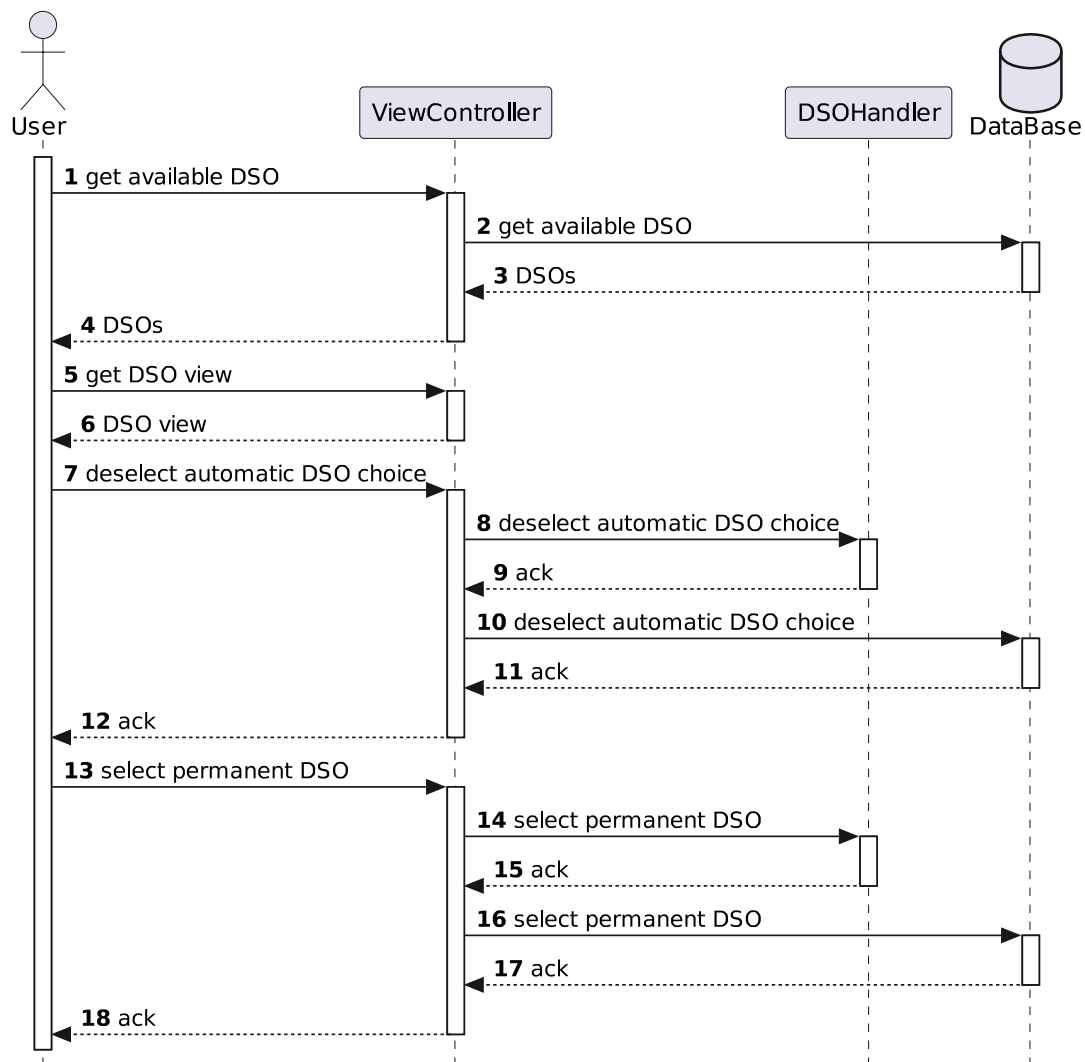 User
ViewController
DSOHandler
DataBase
1 get available DSO
2 get available DSO
3 DSOs
4 DSOs
5 get DSO view
6 DSO view
7 deselect automatic DSO choice
8 deselect automatic DSO choice
9 ack
10 deselect automatic DSO choice
11 ack
12 ack
13 select permanent DSO
14 select permanent DSO
15 ack
16 select permanent DSO
17 ack
18 ack